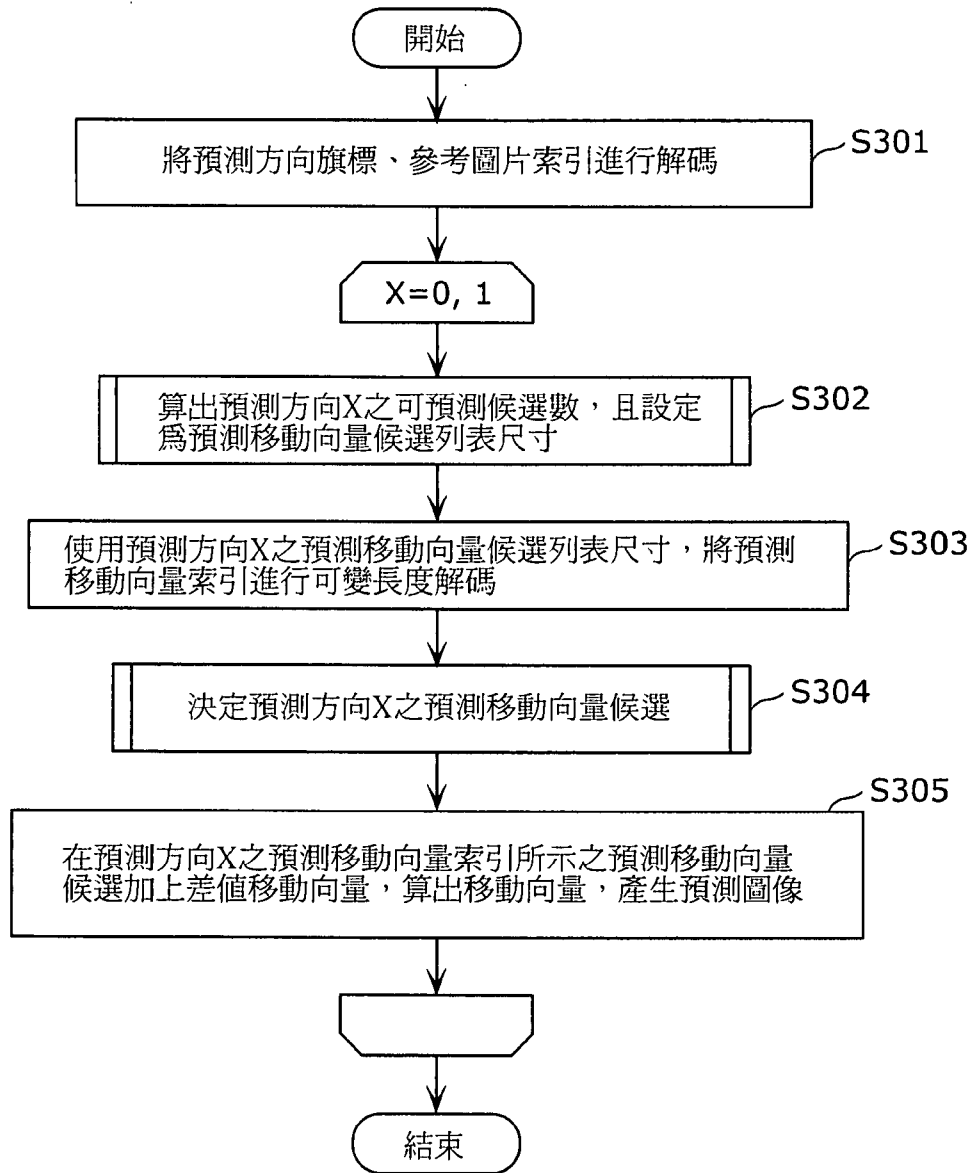 開始
將預測方向旗標、參考圖片索引進行解碼
S301
X=0, 1
算出預測方向X之可預測候選數，且設定
爲預測移動向量候選列表尺寸
S302
使用預測方向X之預測移動向量候選列表尺寸，將預測
移動向量索引進行可變長度解碼
S303
決定預測方向X之預測移動向量候選
S304
S305
在預測方向X之預測移動向量索引所示之預測移動向量
候選加上差値移動向量，算出移動向量，產生預測圖像
結束